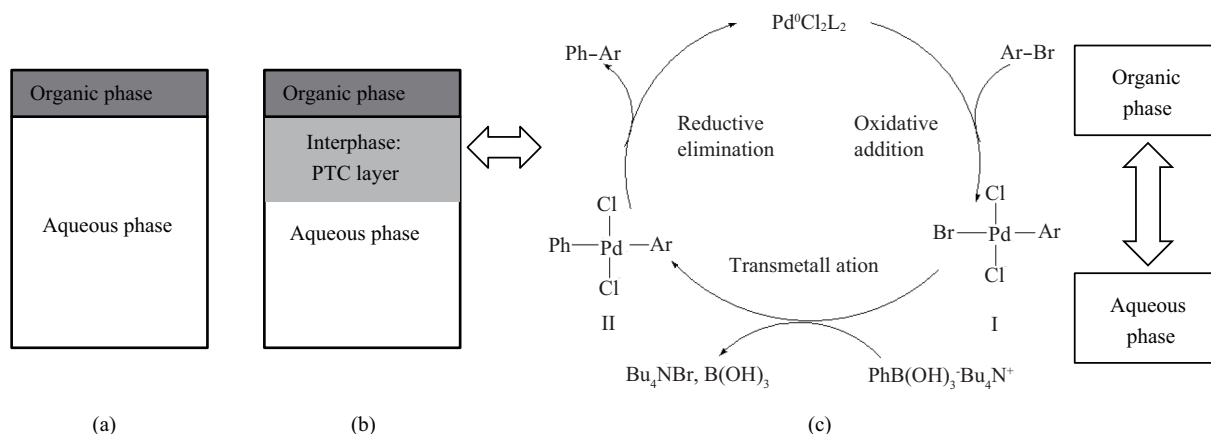 Organic phase
Aqueous phase
(a)
Organic phase
Interphase:
PTC layer
Aqueous phase
(b)
Pd⁰Cl₂L₂
Ph–Ar
Ar–Br
Reductive
elimination
Oxidative
addition
Cl
Ph Pd Ar
Cl
II
Cl
Br Pd Ar
Cl
I
Transmetall ation
Bu₄NBr, B(OH)₃
PhB(OH)₃⁻Bu₄N⁺
(c)
Organic
phase
Aqueous
phase